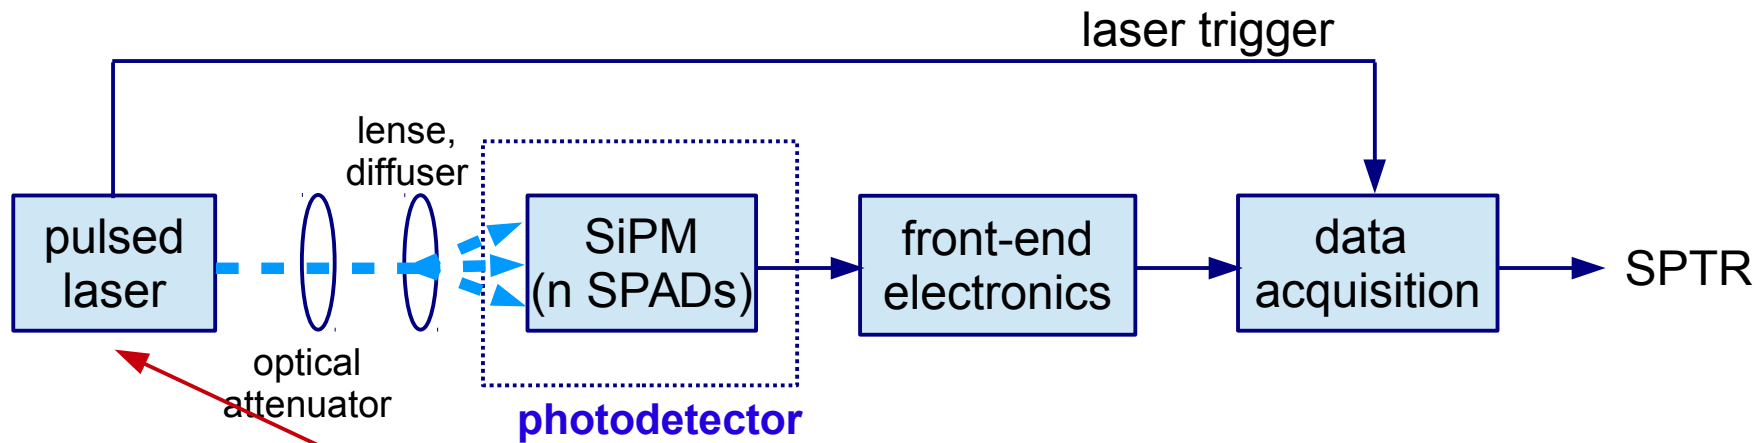 laser trigger
lense,
diffuser
pulsed
laser
SiPM
(n SPADs)
front-end
electronics
data
acquisition
SPTR
optical
attenuator
photodetector